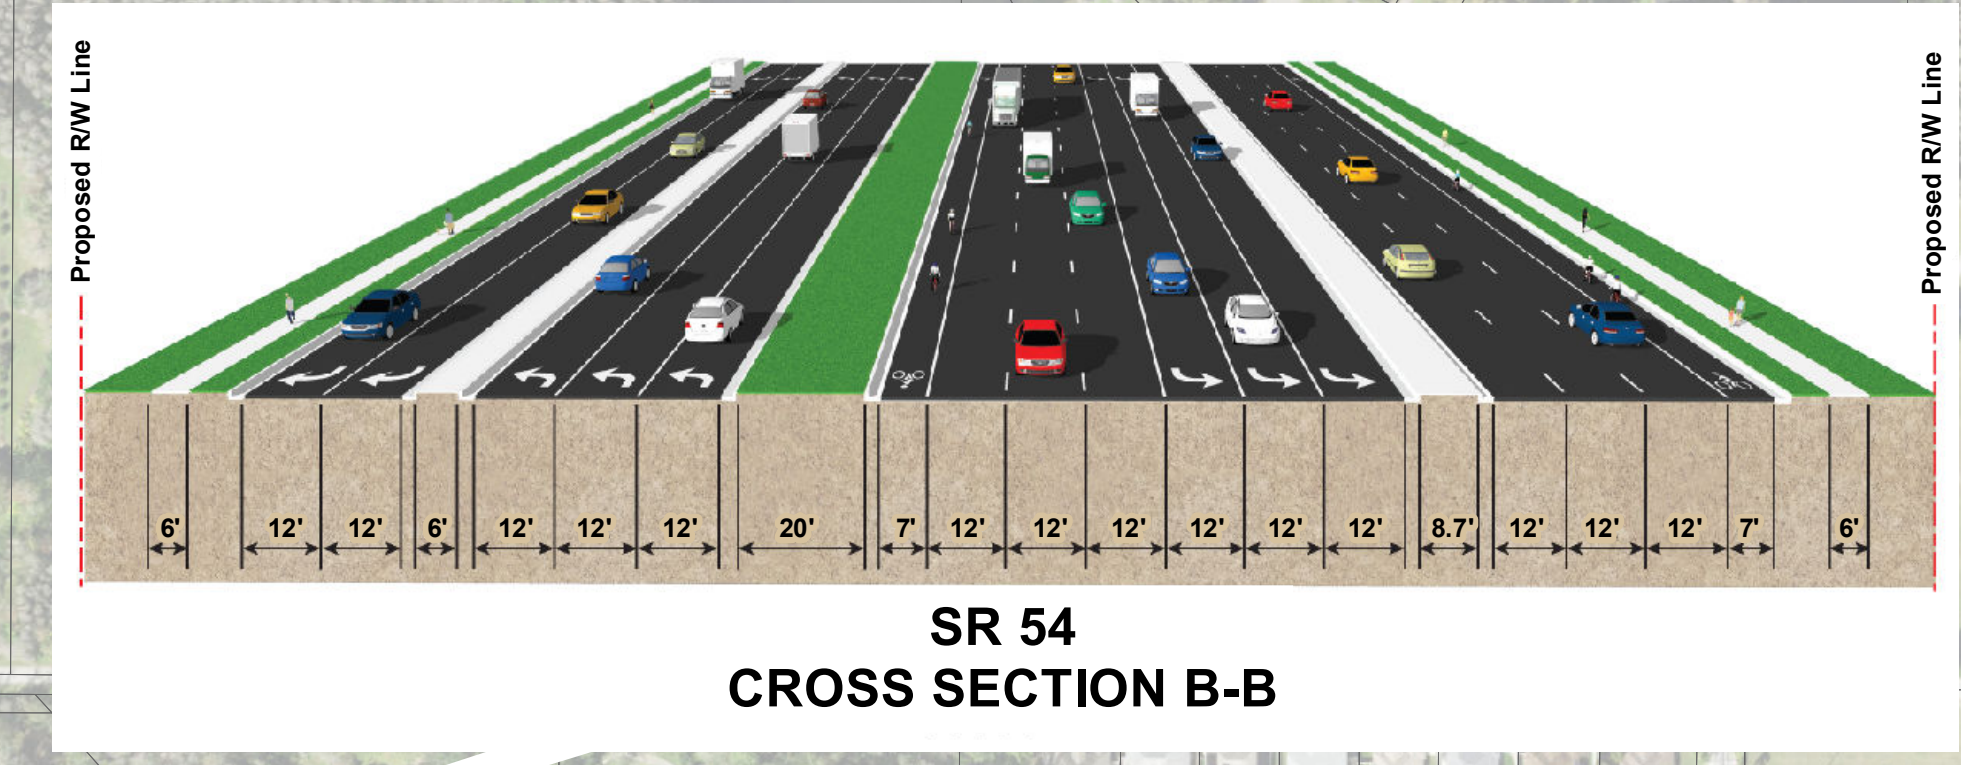 Proposed R/W Line
Proposed R/W Line
6' 12' 12' 6' 12' 12' 12' 20' 7' 12' 12' 12' 12' 12' 12' 8.7' 12' 12' 12' 7' 6'
SR 54
CROSS SECTION B-B